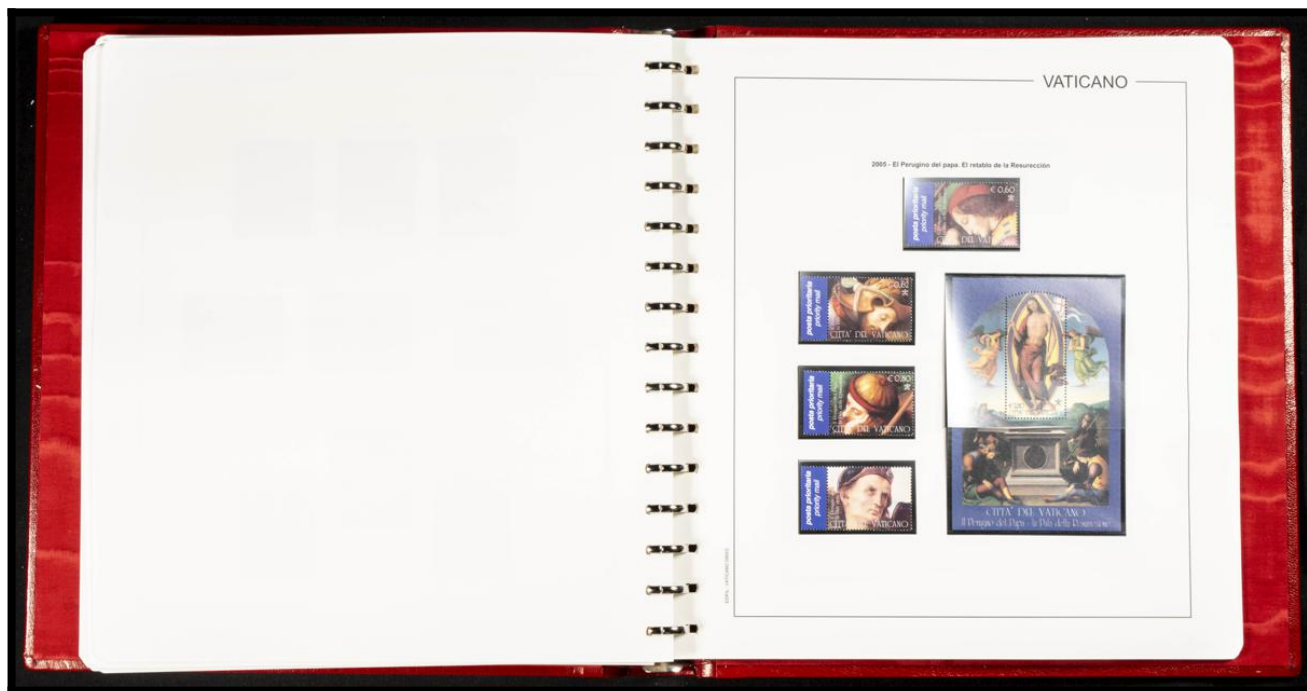 VATICANO
2005 - El Perugino del papa. El retablo de la Resurección
posta prioritaria
priority mail
€ 0,60
CITTA' DEL VATICANO
posta prioritaria
priority mail
CITTA' DEL VATICANO
posta prioritaria
priority mail
€ 0,80
CITTA' DEL VATICANO
posta prioritaria
priority mail
CITTA' DEL VATICANO
CITTA' DEL VATICANO
Il Perugino del Papa - la Pala della Resurrezione